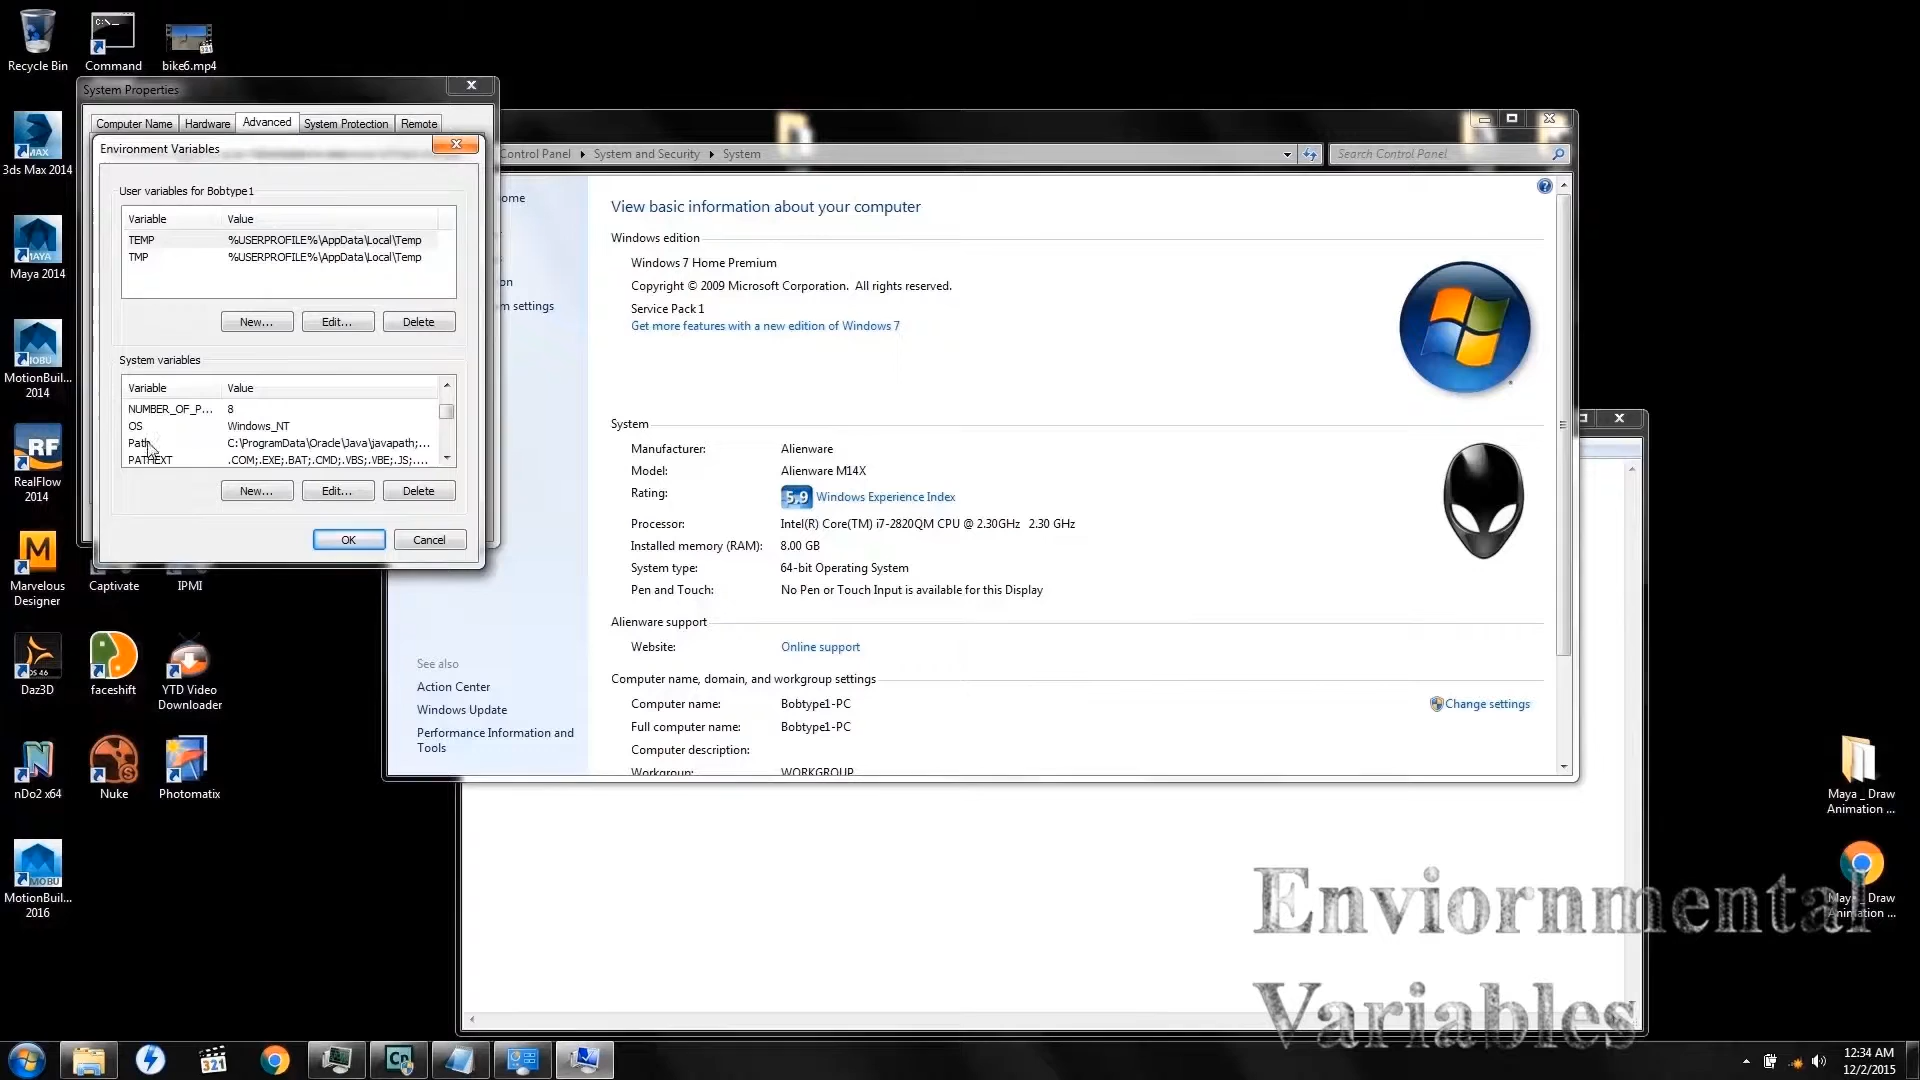 Recycle Bin
Command
bike6.mp4
3ds Max 2014
Maya 2014
MotionBuil...
2014
RealFlow
2014
Marvelous
Designer
Captivate
IPMI
Daz3D
faceshift
YTD Video
Downloader
nDo2 x64
Nuke
Photomatix
MotionBuil...
2016
System Properties
Computer Name
Hardware
Advanced
System Protection
Remote
Environment Variables
User variables for Bobtype1
Variable Value
TEMP %USERPROFILE%\AppData\Local\Temp
TMP %USERPROFILE%\AppData\Local\Temp
New... Edit... Delete
System variables
Variable Value
NUMBER_OF_P... 8
OS Windows_NT
Path C:\ProgramData\Oracle\Java\javapath;...
PATHEXT .COM;.EXE;.BAT;.CMD;.VBS;.VBE;.JS;....
New... Edit... Delete
OK Cancel
Control Panel System and Security System
Search Control Panel
ome
on
m settings
See also
Action Center
Windows Update
Performance Information and
Tools
View basic information about your computer
Windows edition
Windows 7 Home Premium
Copyright © 2009 Microsoft Corporation. All rights reserved.
Service Pack 1
Get more features with a new edition of Windows 7
System
Manufacturer: Alienware
Model: Alienware M14X
Rating: 5.9 Windows Experience Index
Processor: Intel(R) Core(TM) i7-2820QM CPU @ 2.30GHz 2.30 GHz
Installed memory (RAM): 8.00 GB
System type: 64-bit Operating System
Pen and Touch: No Pen or Touch Input is available for this Display
Alienware support
Website: Online support
Computer name, domain, and workgroup settings
Computer name: Bobtype1-PC
Change settings
Full computer name: Bobtype1-PC
Computer description:
Workgroup: WORKGROUP
Maya _ Draw
Animation ...
Maya _ Draw
Animation ...
Enviornmental
Variables
12:34 AM
12/2/2015